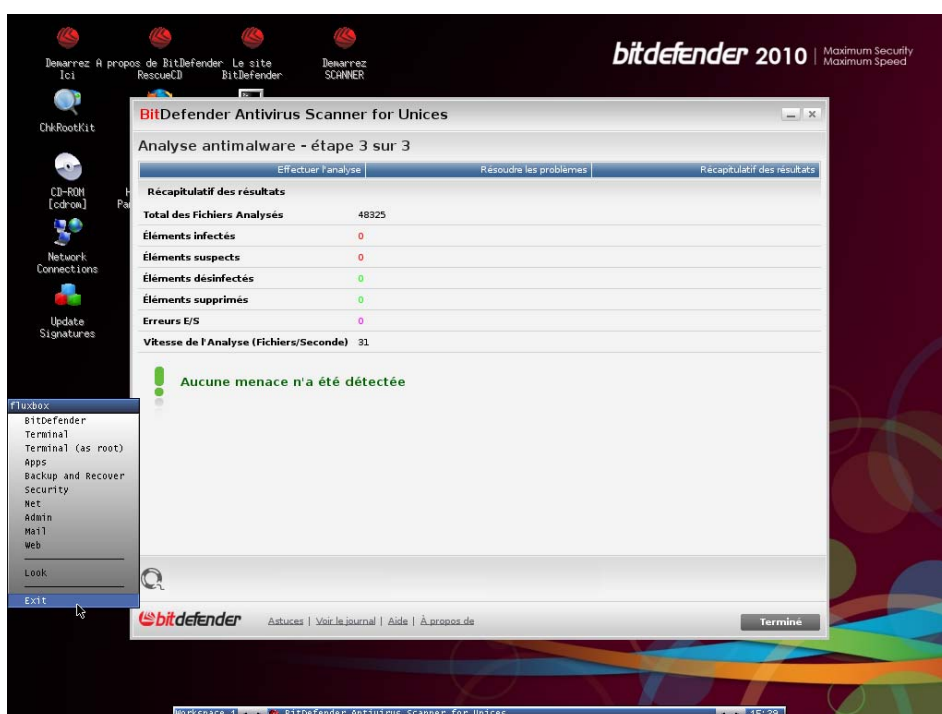 Demarrez Ici
A propos de BitDefender RescueCD
Le site BitDefender
Demarrez SCANNER
bitdefender 2010
Maximum Security
Maximum Speed
ChkRootKit
CD-ROM
[cdrom]
Network
Connections
Update
Signatures
BitDefender Antivirus Scanner for Unices
Analyse antimalware - étape 3 sur 3
Effectuer l'analyse
Résoudre les problèmes
Récapitulatif des résultats
Récapitulatif des résultats
Total des Fichiers Analysés 48325
Éléments infectés 0
Éléments suspects 0
Éléments désinfectés 0
Éléments supprimés 0
Erreurs E/S 0
Vitesse de l'Analyse (Fichiers/Seconde) 31
Aucune menace n'a été détectée
fluxbox
BitDefender
Terminal
Terminal (as root)
Apps
Backup and Recover
Security
Net
Admin
Mail
Web
Look
Exit
bitdefender
Astuces | Voir le journal | Aide | À propos de
Terminé
Workspace 1
BitDefender Antivirus Scanner for Unices
15:39